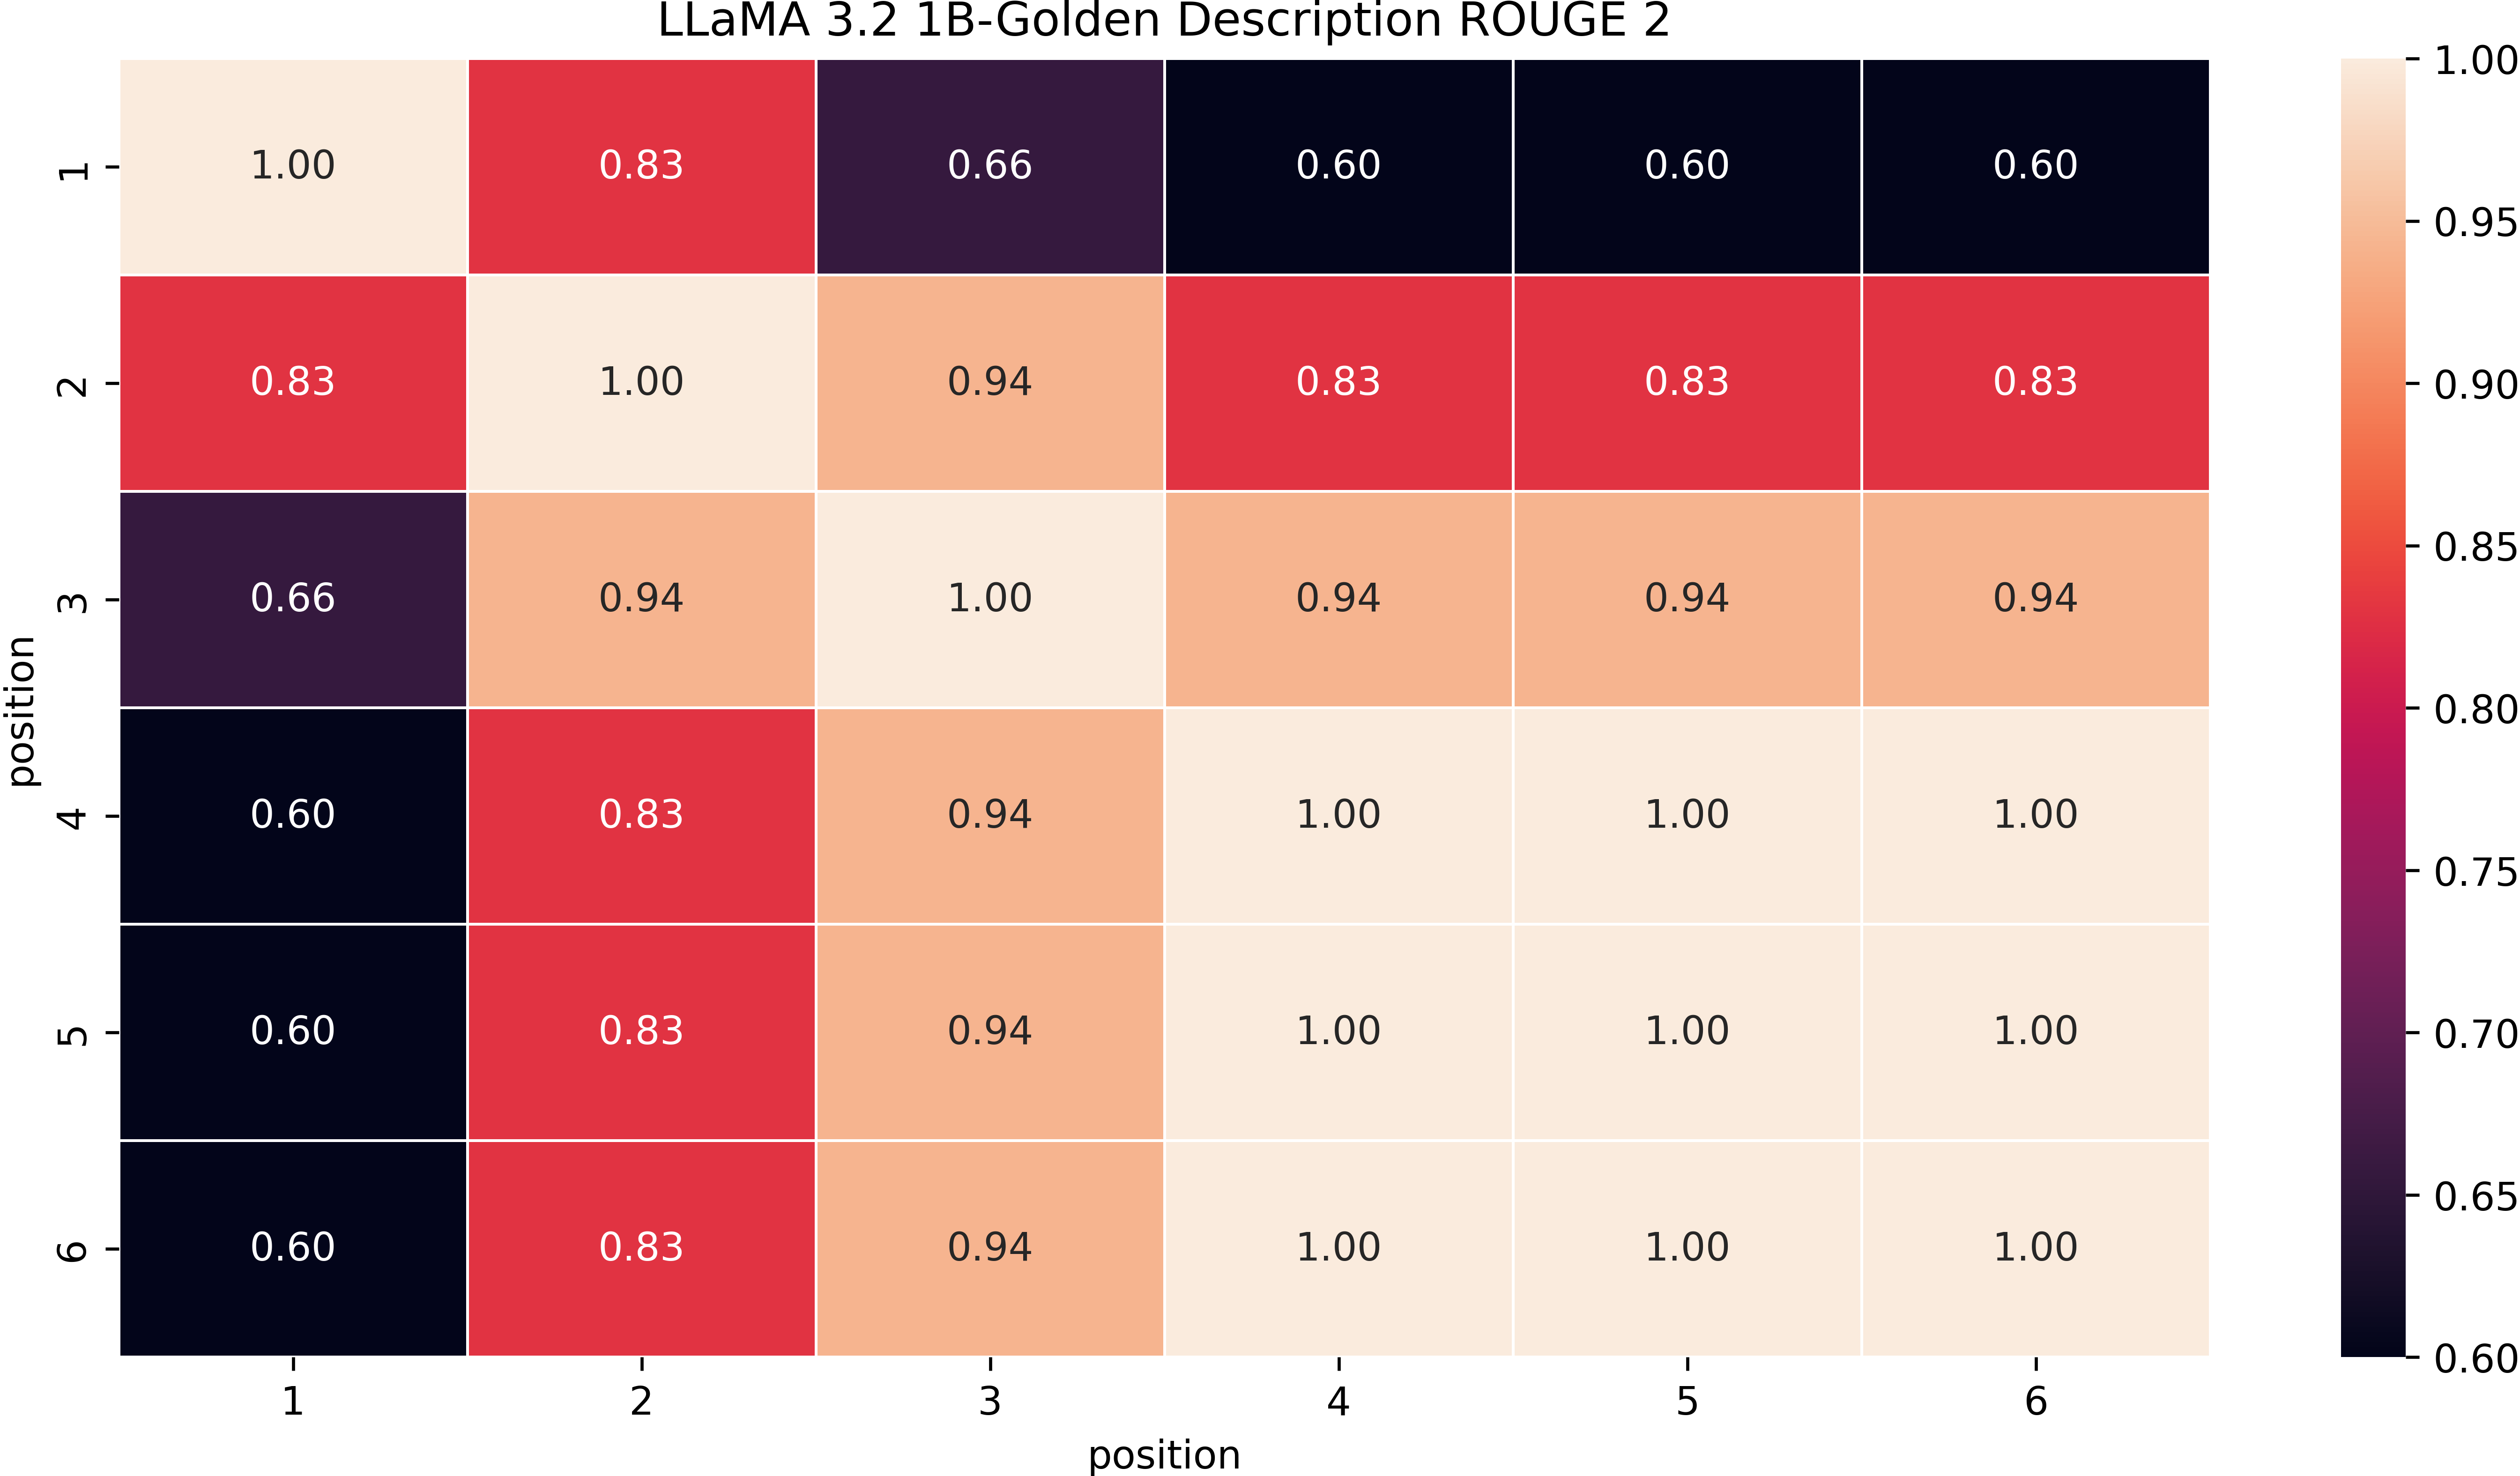 LLaMA 3.2 1B-Golden Description ROUGE 2
1 1.00 0.83 0.66 0.60 0.60 0.60
2 0.83 1.00 0.94 0.83 0.83 0.83
3 0.66 0.94 1.00 0.94 0.94 0.94
4 0.60 0.83 0.94 1.00 1.00 1.00
5 0.60 0.83 0.94 1.00 1.00 1.00
6 0.60 0.83 0.94 1.00 1.00 1.00
position
1 2 3 4 5 6
position
1.00
0.95
0.90
0.85
0.80
0.75
0.70
0.65
0.60